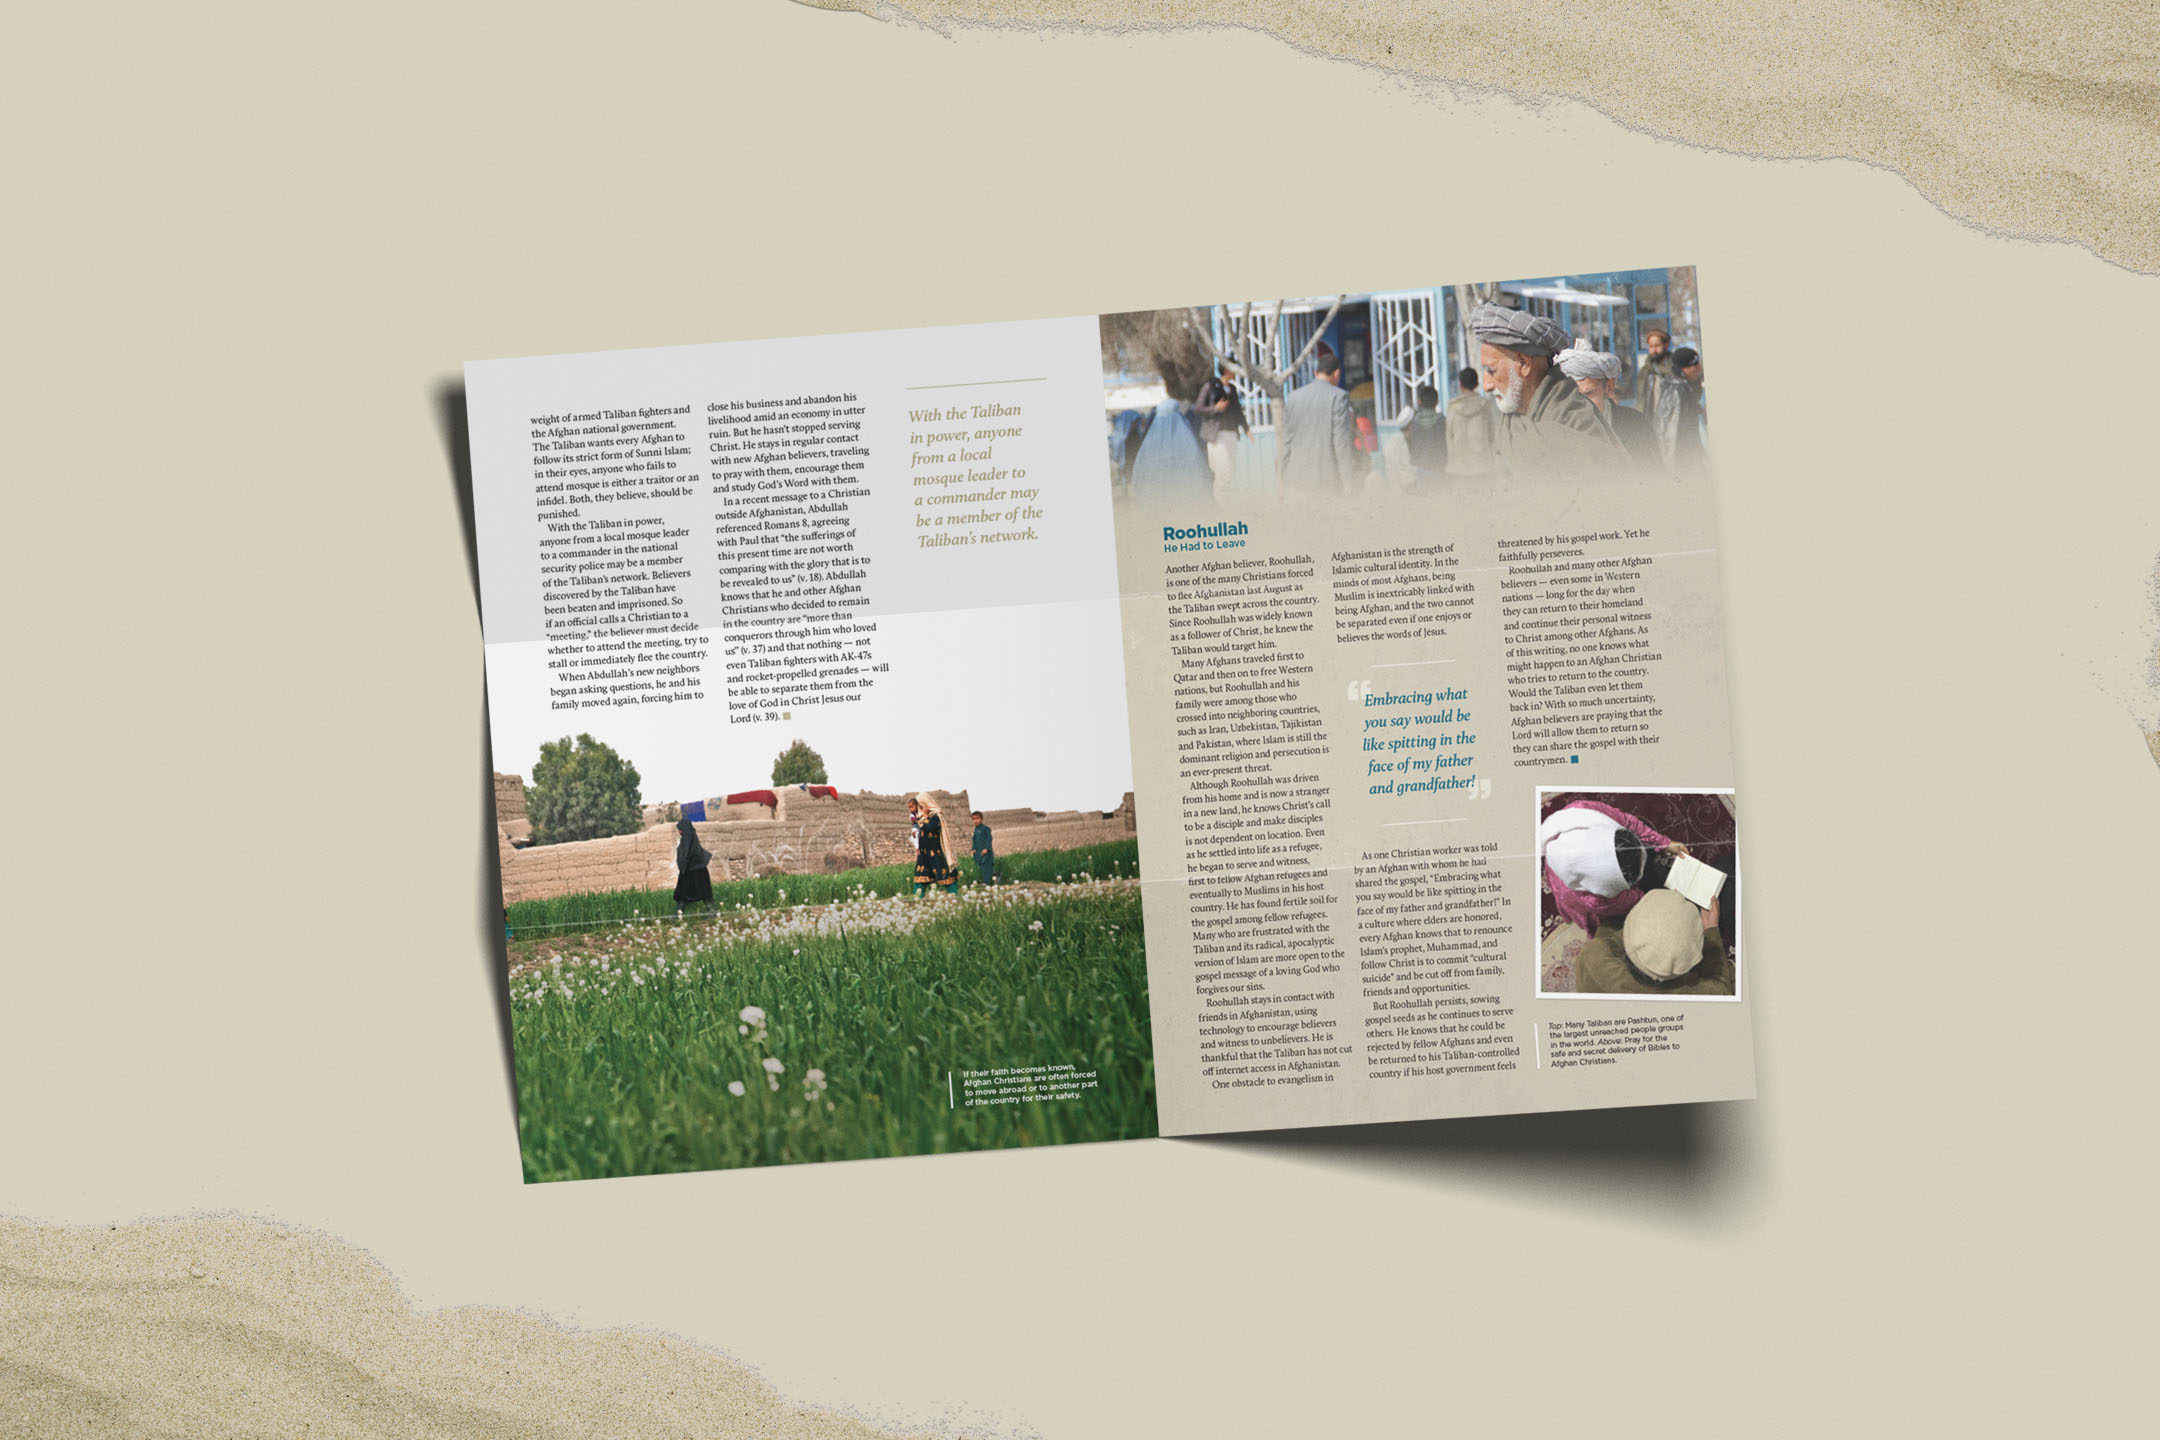 weight of armed Taliban fighters and
the Afghan national government.
The Taliban wants every Afghan to
follow its strict form of Sunni Islam;
in their eyes, anyone who fails to
attend mosque is either a traitor or an
infidel. Both, they believe, should be
punished.
With the Taliban in power,
anyone from a local mosque leader
to a commander in the national
security police may be a member
of the Taliban's network. Believers
discovered by the Taliban have
been beaten and imprisoned. So
if an official calls a Christian to a
“meeting,” the believer must decide
whether to attend the meeting, try to
stall or immediately flee the country.
When Abdullah's new neighbors
began asking questions, he and his
family moved again, forcing him to
close his business and abandon his
livelihood amid an economy in utter
ruin. But he hasn't stopped serving
Christ. He stays in regular contact
with new Afghan believers, traveling
to pray with them, encourage them
and study God's Word with them.
In a recent message to a Christian
outside Afghanistan, Abdullah
referenced Romans 8, agreeing
with Paul that “the sufferings of
this present time are not worth
comparing with the glory that is to
be revealed to us” (v. 18). Abdullah
knows that he and other Afghan
Christians who decided to remain
in the country are “more than
conquerors through him who loved
us” (v. 37) and that nothing — not
even Taliban fighters with AK-47s
and rocket-propelled grenades — will
be able to separate them from the
love of God in Christ Jesus our
Lord (v. 39).
With the Taliban
in power, anyone
from a local
mosque leader to
a commander may
be a member of the
Taliban's network.
If their faith becomes known,
Afghan Christians are often forced
to move abroad or to another part
of the country for their safety.
Roohullah
He Had to Leave
Another Afghan believer, Roohullah,
is one of the many Christians forced
to flee Afghanistan last August as
the Taliban swept across the country.
Since Roohullah was widely known
as a follower of Christ, he knew the
Taliban would target him.
Many Afghans traveled first to
Qatar and then on to free Western
nations, but Roohullah and his
family were among those who
crossed into neighboring countries,
such as Iran, Uzbekistan, Tajikistan
and Pakistan, where Islam is still the
dominant religion and persecution is
an ever-present threat.
Although Roohullah was driven
from his home and is now a stranger
in a new land, he knows Christ's call
to be a disciple and make disciples
is not dependent on location. Even
as he settled into life as a refugee,
he began to serve and witness,
first to fellow Afghan refugees and
eventually to Muslims in his host
country. He has found fertile soil for
the gospel among fellow refugees.
Many who are frustrated with the
Taliban and its radical, apocalyptic
version of Islam are more open to the
gospel message of a loving God who
forgives our sins.
Roohullah stays in contact with
friends in Afghanistan, using
technology to encourage believers
and witness to unbelievers. He is
thankful that the Taliban has not cut
off internet access in Afghanistan.
One obstacle to evangelism in
Afghanistan is the strength of
Islamic cultural identity. In the
minds of most Afghans, being
Muslim is inextricably linked with
being Afghan, and the two cannot
be separated even if one enjoys or
believes the words of Jesus.
“Embracing what
you say would be
like spitting in the
face of my father
and grandfather!”
As one Christian worker was told
by an Afghan with whom he had
shared the gospel, “Embracing what
you say would be like spitting in the
face of my father and grandfather!” In
a culture where elders are honored,
every Afghan knows that to renounce
Islam's prophet, Muhammad, and
follow Christ is to commit “cultural
suicide” and be cut off from family,
friends and opportunities.
But Roohullah persists, sowing
gospel seeds as he continues to serve
others. He knows that he could be
rejected by fellow Afghans and even
be returned to his Taliban-controlled
country if his host government feels
threatened by his gospel work. Yet he
faithfully perseveres.
Roohullah and many other Afghan
believers — even some in Western
nations — long for the day when
they can return to their homeland
and continue their personal witness
to Christ among other Afghans. As
of this writing, no one knows what
might happen to an Afghan Christian
who tries to return to the country.
Would the Taliban even let them
back in? With so much uncertainty,
Afghan believers are praying that the
Lord will allow them to return so
they can share the gospel with their
countrymen.
Top: Many Taliban are Pashtun, one of
the largest unreached people groups
in the world. Above: Pray for the
safe and secret delivery of Bibles to
Afghan Christians.